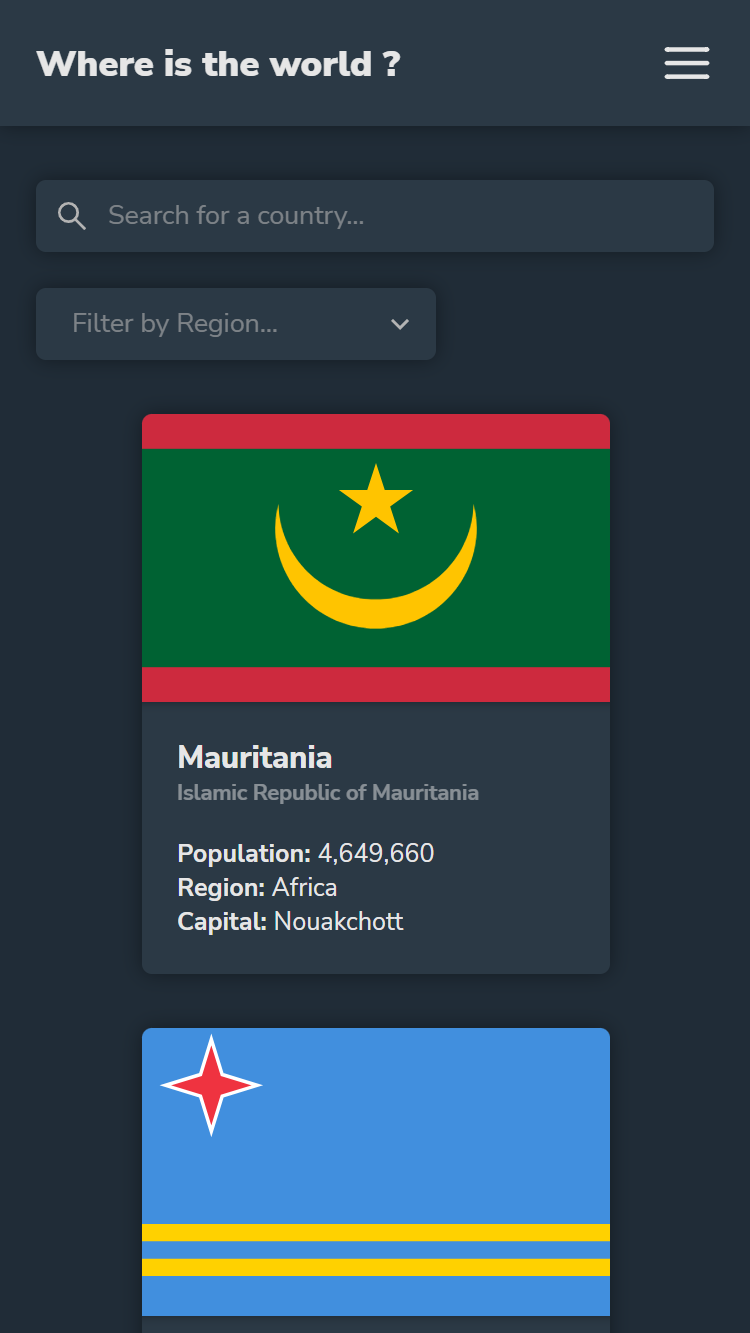 Where is the world ?
Search for a country...
Filter by Region...
Mauritania
Islamic Republic of Mauritania
Population: 4,649,660
Region: Africa
Capital: Nouakchott